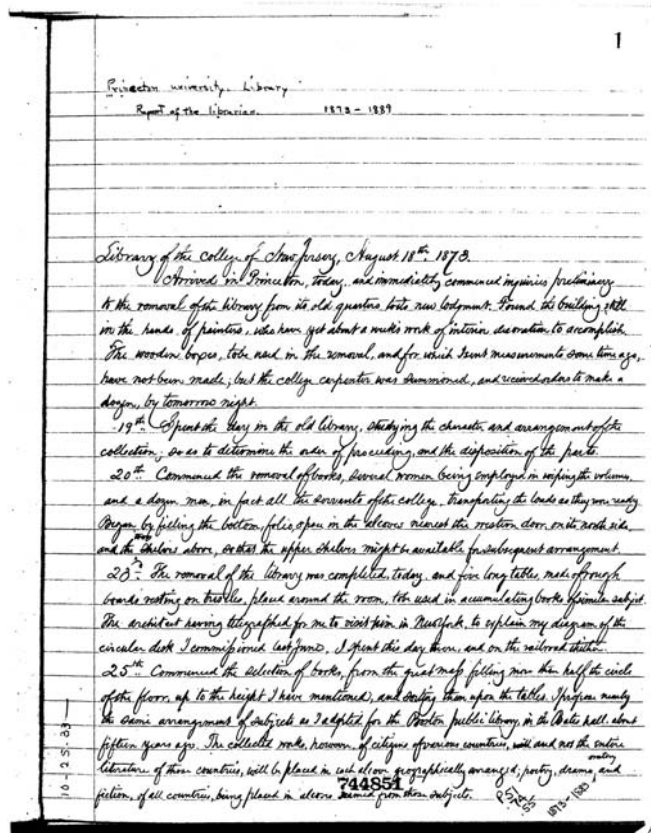 1
Princeton University. Library
Report of the librarian. 1873 - 1889
Library of the college of New Jersey, August 18th 1873.
Arrived in Princeton, today, and immediately commenced inquiries preliminary
to the removal of the library from its old quarters, to its new lodgment. Found the building still
in the hands of painters, who have yet about a week's work of interior decoration, to accomplish.
The wooden boxes, to be used in the removal, and for which I sent measurements some time ago,
have not been made; but the college carpenter was summoned, and received orders to make a
dozen, by tomorrow night.
19th. Spent the day in the old library, studying the character and arrangement of the
collection; so as to determine the order of proceeding, and the disposition of the parts.
20th. Commenced the removal of books, several women being employed in wiping the volumes,
and a dozen men, in fact all the servants of the college, transporting the loads as they were ready.
Began by filling the bottom, folio, space in the alcoves nearest the western door, on its north side,
and the shelves above, so that the upper shelves might be available for subsequent arrangement.
23d. The removal of the library was completed, today, and five long tables, made of rough
boards resting on trestles, placed around the room, to be used in accumulating books of similar subject.
The architect having telegraphed for me to visit him in New York, to explain my diagram of the
circular desk I commissioned last June, I spent this day there, and on the railroad thither.
25th. Commenced the selection of books, from the great mass filling more than half the circle
of the floor, up to the height I have mentioned, and sorting them upon the tables. I propose nearly
the same arrangement of subjects as I adopted for the Boston public library, in the Bates hall, about
fifteen years ago. The collected works, however, of citizens of various countries, will and not the entire
literature of those countries, will be placed in each alcove geographically arranged; poetry, drama, oratory and
fiction, of all countries, being placed in alcoves named from those subjects.
744851
10-25-33
1873-1883